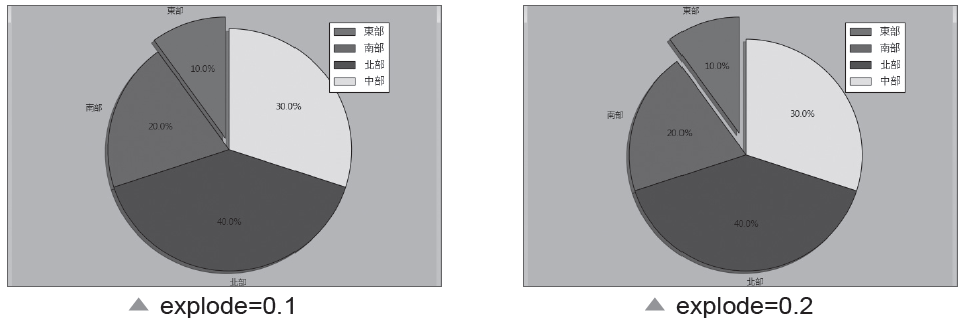 東部
東部
南部
北部
中部
10.0%
30.0%
南部
20.0%
40.0%
北部
▲ explode=0.1
東部
東部
南部
北部
中部
10.0%
30.0%
南部
20.0%
40.0%
北部
▲ explode=0.2